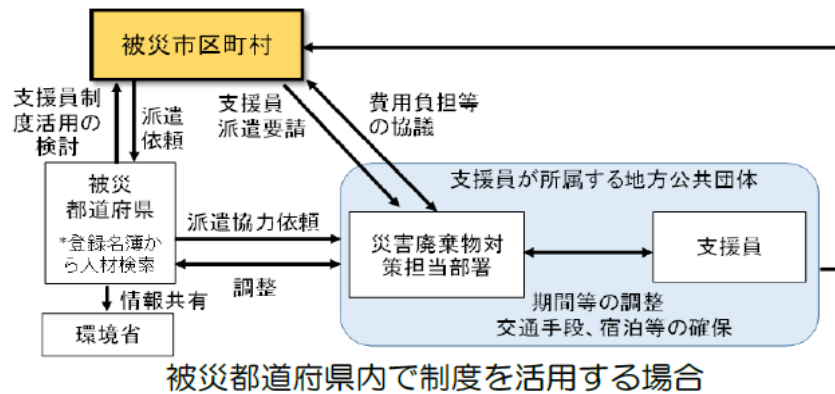 被災市区町村
支援員制
度活用の
検討
派遣
依頼
支援員
派遣要請
費用負担等
の協議
被災
都道府県
*登録名簿か
ら人材検索
派遣協力依頼
調整
情報共有
環境省
支援員が所属する地方公共団体
災害廃棄物対
策担当部署
支援員
期間等の調整
交通手段、宿泊等の確保
被災都道府県内で制度を活用する場合